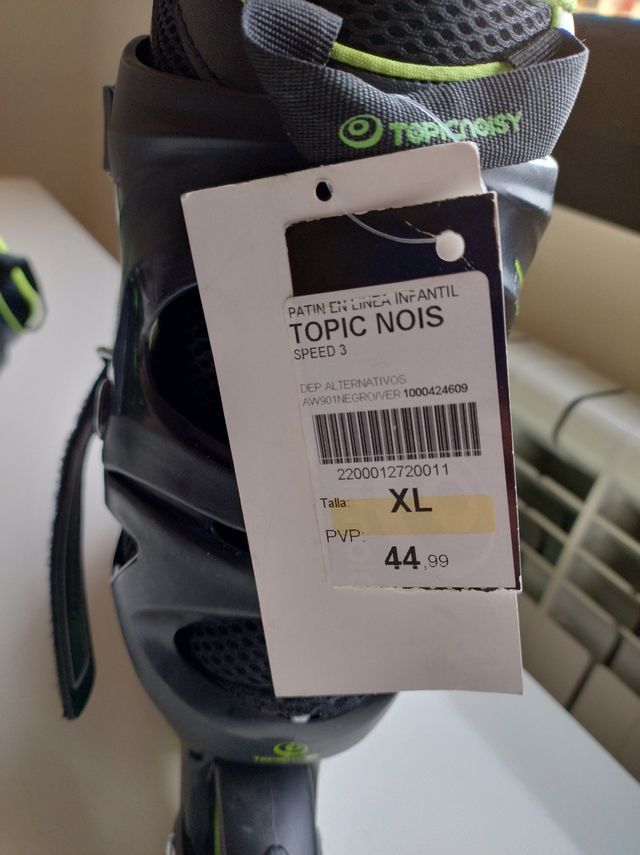 TOPICNOISY
PATIN EN LINEA INFANTIL
TOPIC NOIS
SPEED 3
DEP ALTERNATIVOS
AW901NEGRO/VER 1000424609
2200012720011
Talla: XL
PVP:
44,99